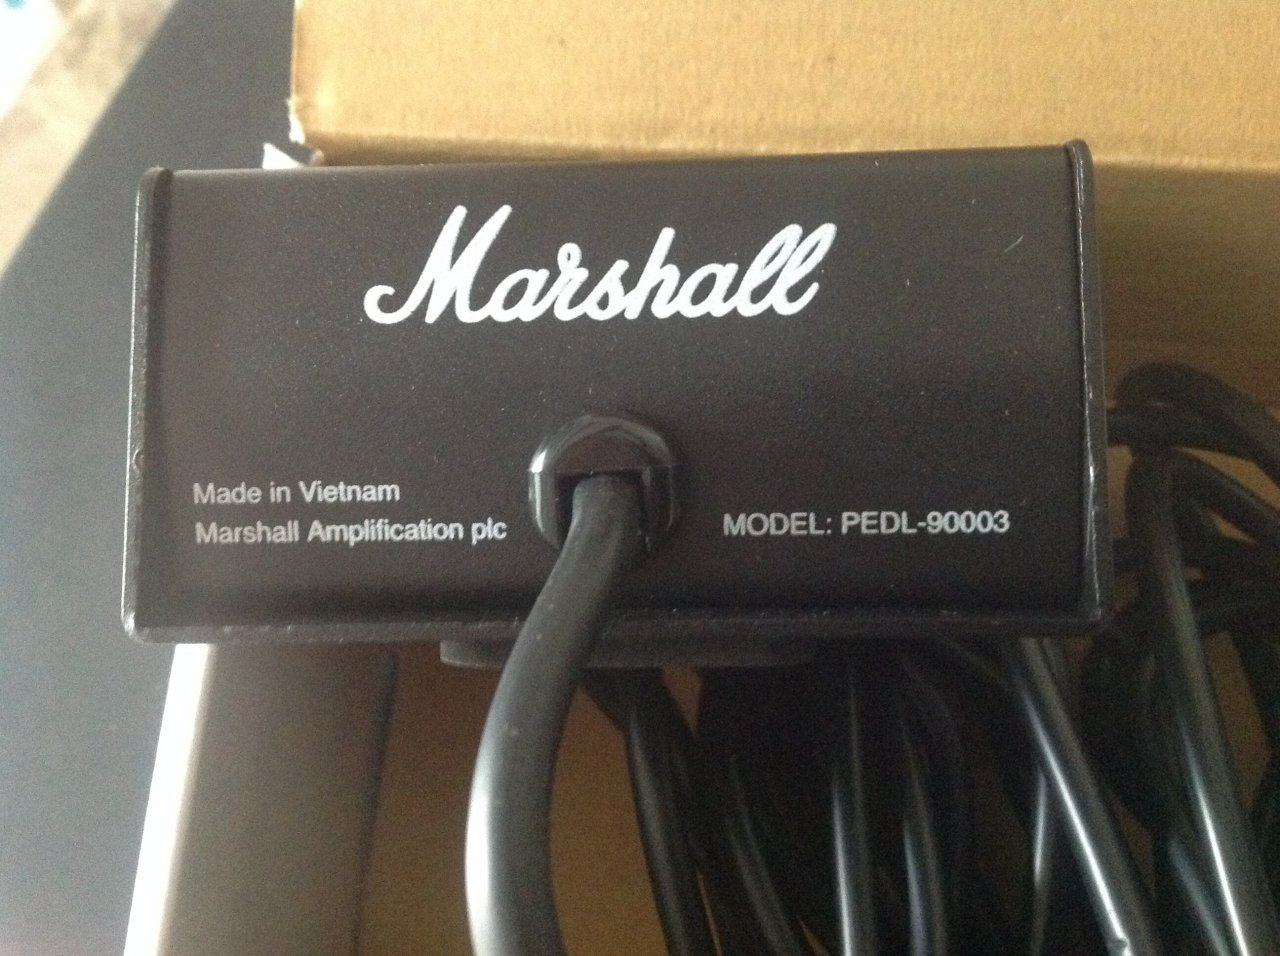 Marshall
Made in Vietnam
Marshall Amplification plc
MODEL: PEDL-90003